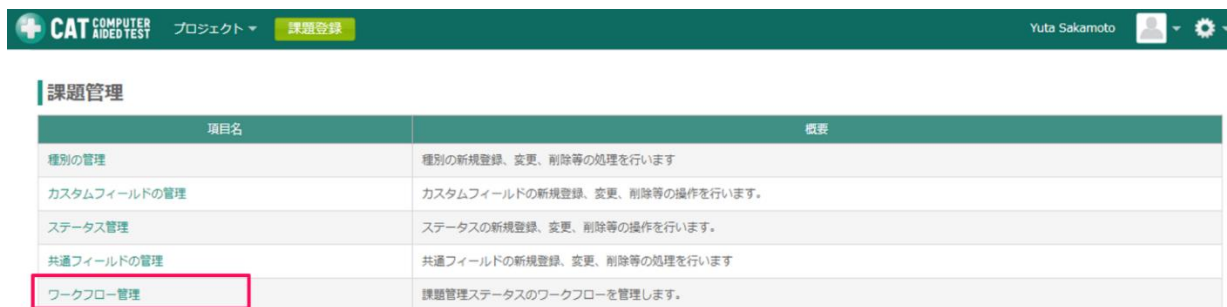 CAT COMPUTER AIDED TEST プロジェクト 課題登録 Yuta Sakamoto
課題管理
項目名 概要
種別の管理 種別の新規登録、変更、削除等の処理を行います
カスタムフィールドの管理 カスタムフィールドの新規登録、変更、削除等の操作を行います。
ステータス管理 ステータスの新規登録、変更、削除等の操作を行います。
共通フィールドの管理 共通フィールドの新規登録、変更、削除等の処理を行います
ワークフロー管理 課題管理ステータスのワークフローを管理します。